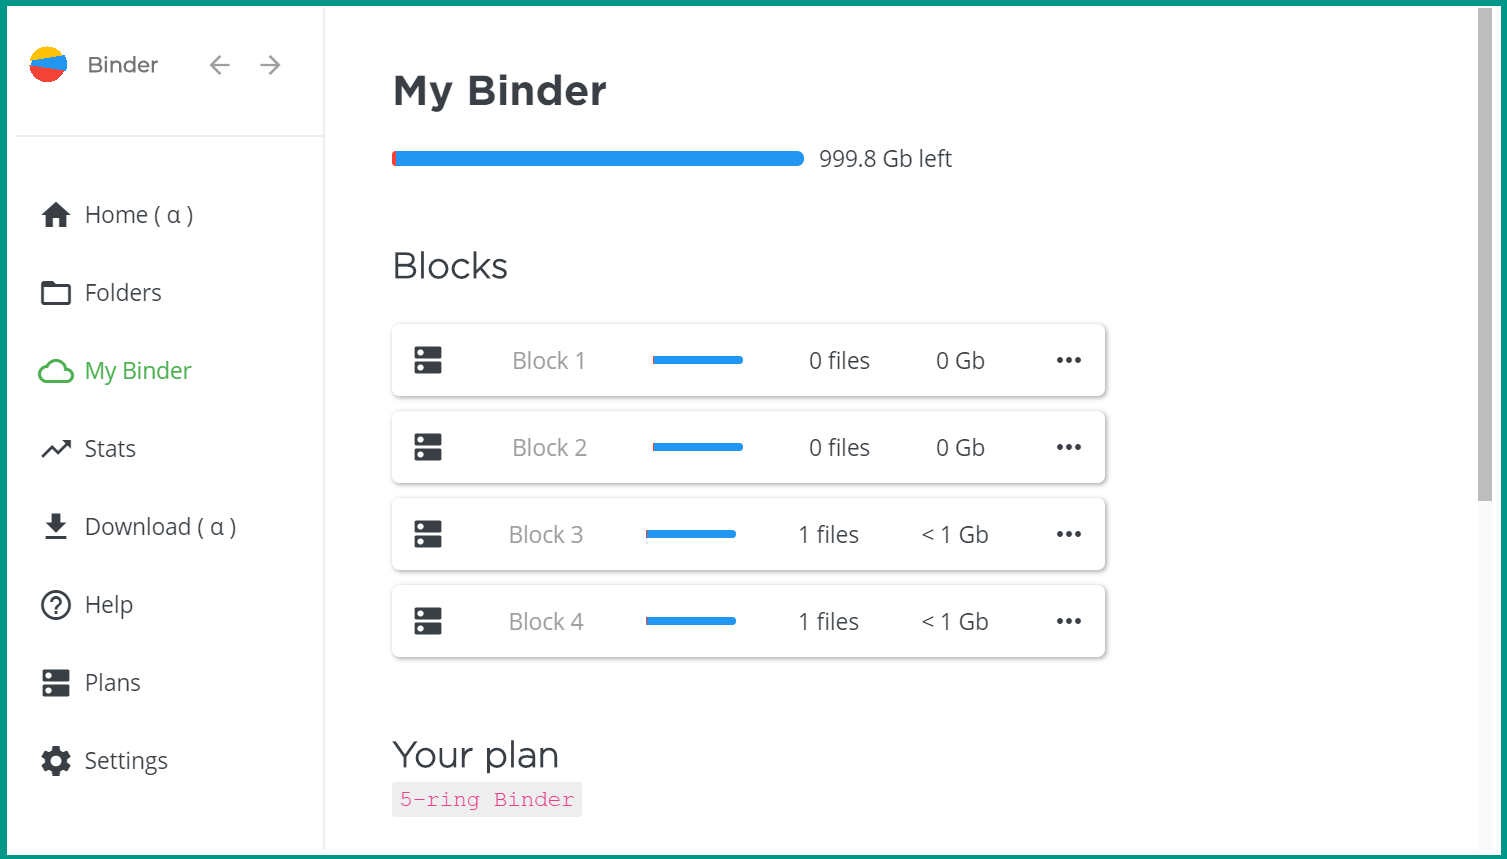 Binder
Home ( α )
Folders
My Binder
Stats
Download ( α )
Help
Plans
Settings
My Binder
999.8 Gb left
Blocks
Block 1 0 files 0 Gb
Block 2 0 files 0 Gb
Block 3 1 files < 1 Gb
Block 4 1 files < 1 Gb
Your plan
5-ring Binder